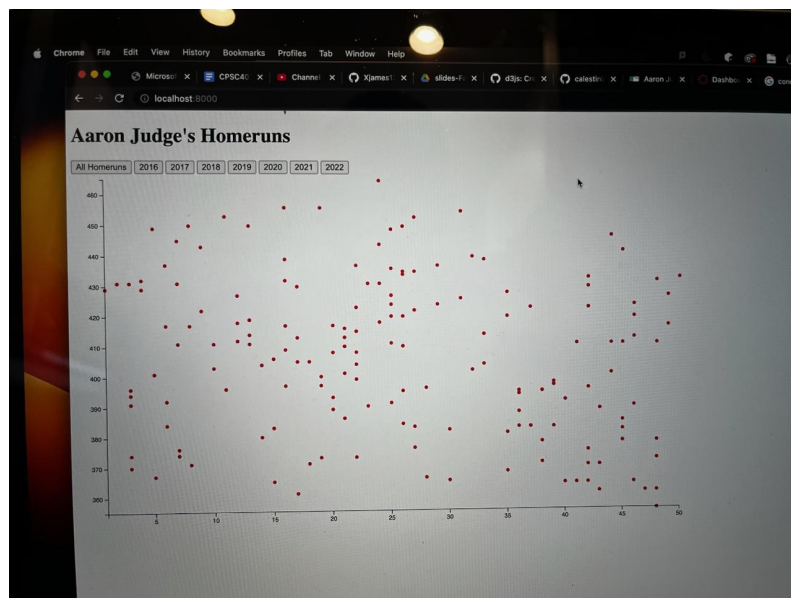 Chrome File Edit View History Bookmarks Profiles Tab Window Help
Microsof CPSC40 Channel Xjames1 slides-F d3js: Cr calestin Aaron J Dashbo con
localhost:8000
Aaron Judge's Homeruns
All Homeruns 2016 2017 2018 2019 2020 2021 2022
460
450
440
430
420
410
400
390
380
370
360
5 10 15 20 25 30 35 40 45 50